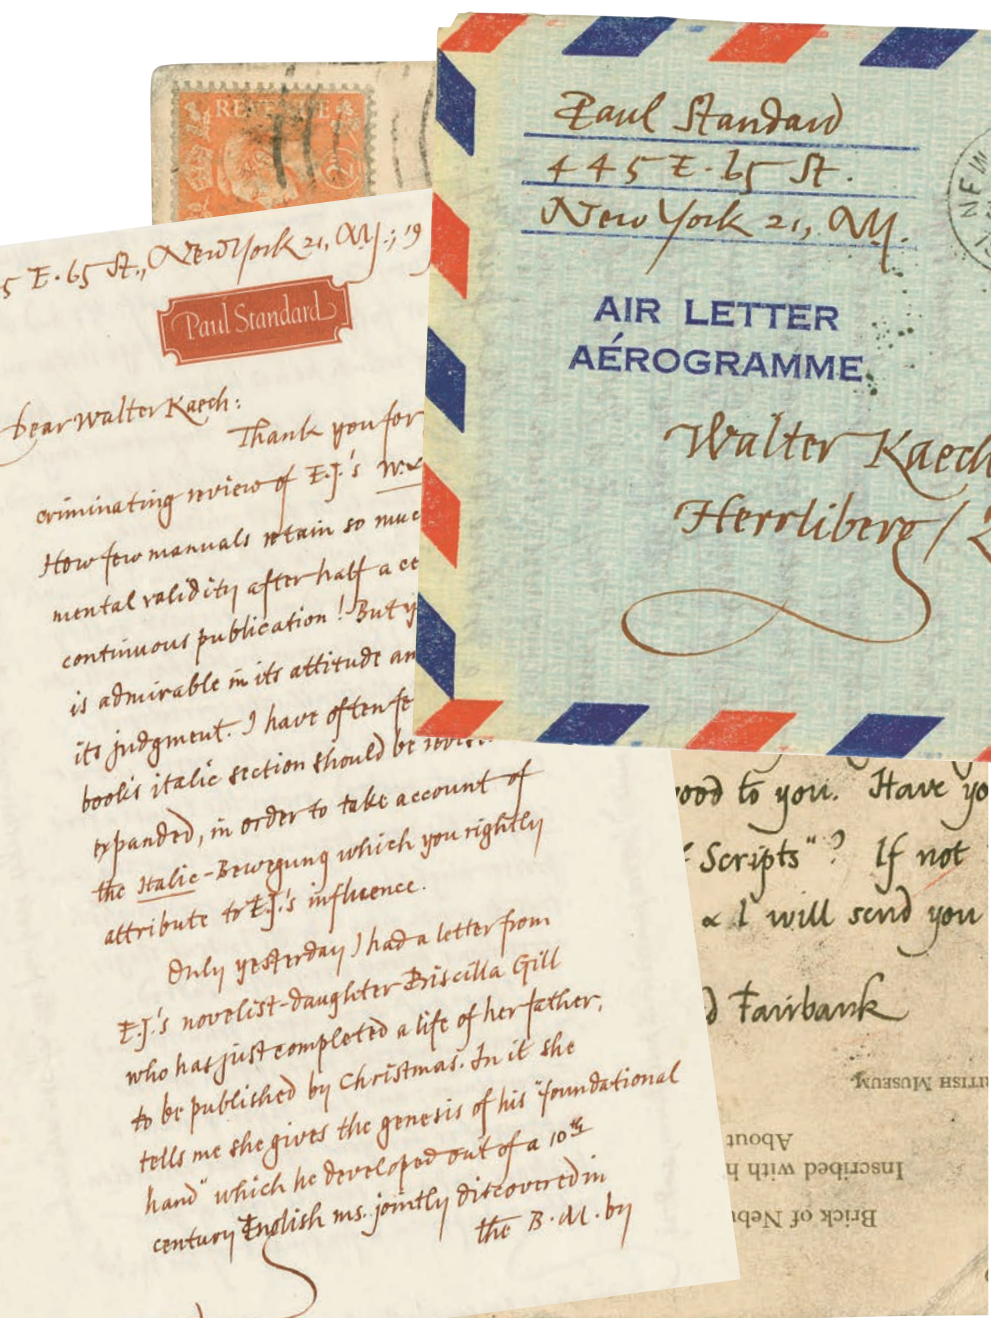 REVENUE
Paul Standard
445 E. 65 St.
New York 21, N.Y.
AIR LETTER
AÉROGRAMME
Walter Kaech
Herrliberg / Z
5 E. 65 St., New York 21, N.Y.; 19
Paul Standard
Dear Walter Kaech:
Thank you for
criminating review of E.J.'s W. &
How few manuals retain so muc
mental validity after half a ce
continuous publication! But y
is admirable in its attitude an
its judgment. I have often fe
book's italic section should be revis
expanded, in order to take account of
the Italic-Bewegung which you rightly
attribute to E.J.'s influence.
Only yesterday I had a letter from
E.J.'s novelist-daughter Priscilla Gill
who has just completed a life of her father,
to be published by Christmas. In it she
tells me she gives the genesis of his "foundational
hand" which he developed out of a 10th
century English ms. jointly discovered in
the B.M. by
ood to you. Have yo
Scripts"? If not
& I will send you
d Fairbank
RITISH MUSEUM
About
Inscribed with h
Brick of Nebu